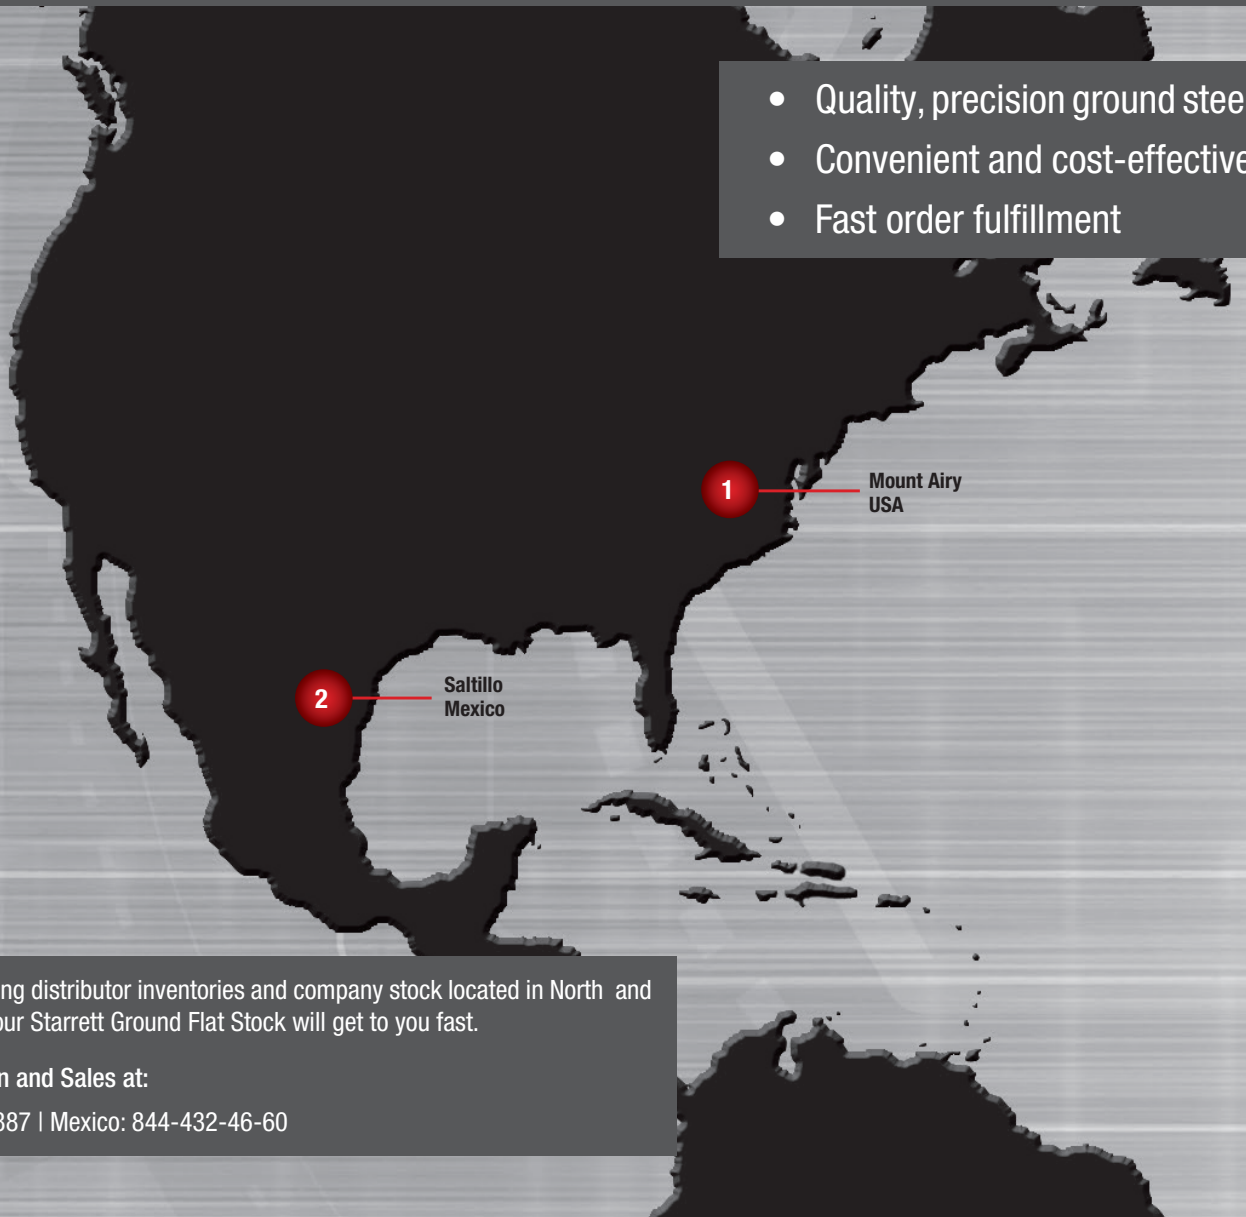 • Quality, precision ground stee
• Convenient and cost-effective
• Fast order fulfillment
1
Mount Airy
USA
2
Saltillo
Mexico
ng distributor inventories and company stock located in North and
our Starrett Ground Flat Stock will get to you fast.
n and Sales at:
387 | Mexico: 844-432-46-60